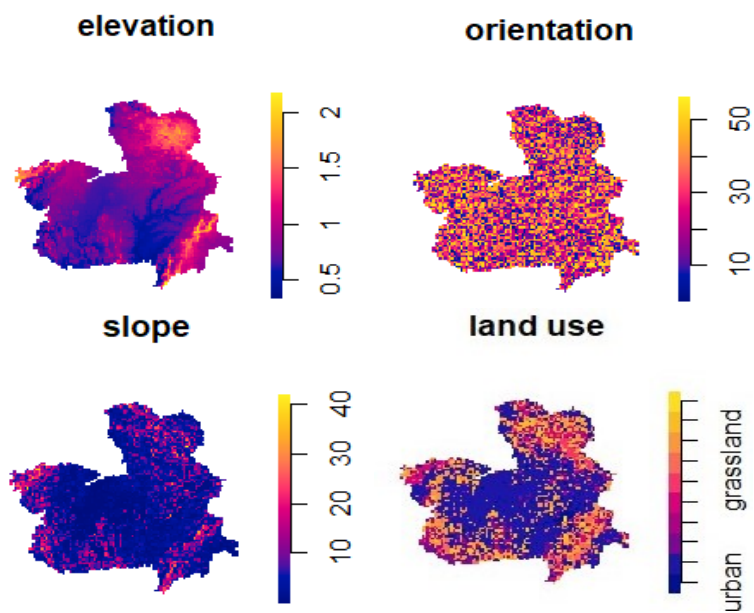 elevation
0.5 1 1.5 2
orientation
10 30 50
slope
10 20 30 40
land use
urban grassland